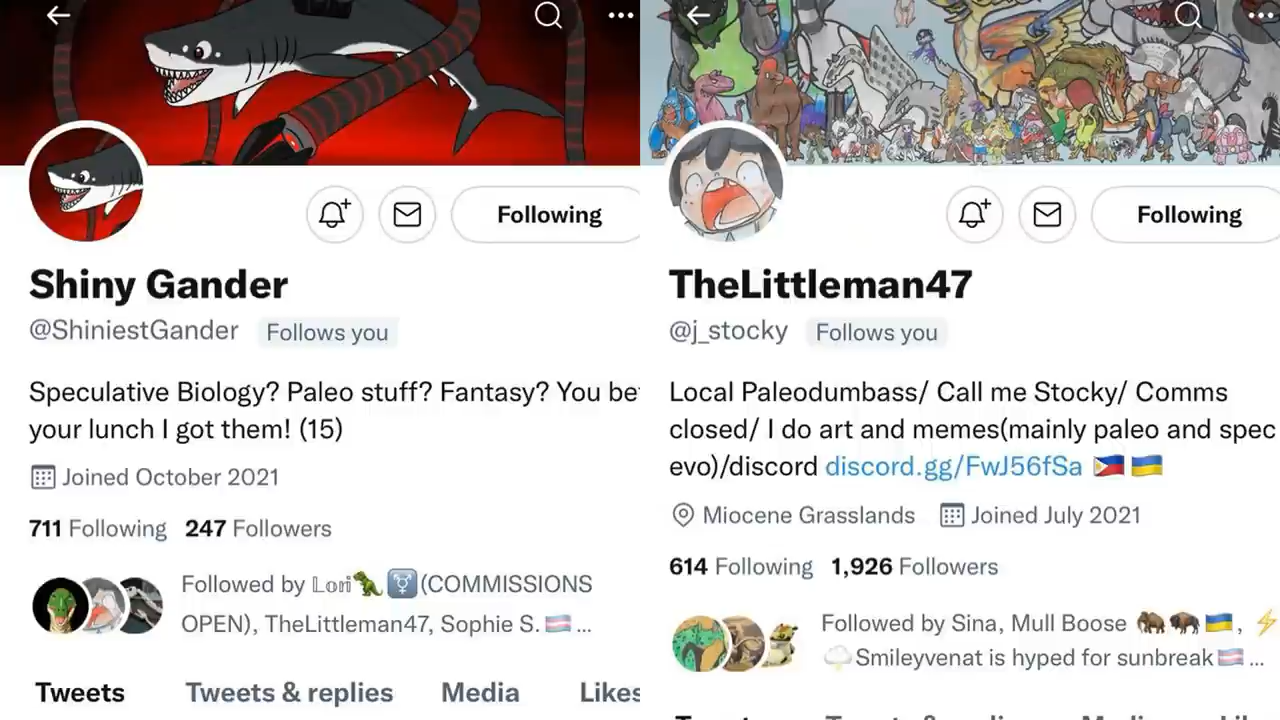 Following
Shiny Gander
@ShiniestGander Follows you
Speculative Biology? Paleo stuff? Fantasy? You be
your lunch I got them! (15)
Joined October 2021
711 Following 247 Followers
Followed by 𝕃𝕠𝕣𝕚🦖⚧(COMMISSIONS
OPEN), TheLittleman47, Sophie S.🏳️‍⚧️ ...
Tweets Tweets & replies Media Likes
Following
TheLittleman47
@j_stocky Follows you
Local Paleodumbass/ Call me Stocky/ Comms
closed/ I do art and memes(mainly paleo and spec
evo)/discord discord.gg/FwJ56fSa 🇵🇭 🇺🇦
Miocene Grasslands Joined July 2021
614 Following 1,926 Followers
Followed by Sina, Mull Boose 🦣🦬🇺🇦, ⚡
🌩Smileyvenat is hyped for sunbreak🏳️‍⚧️ ...